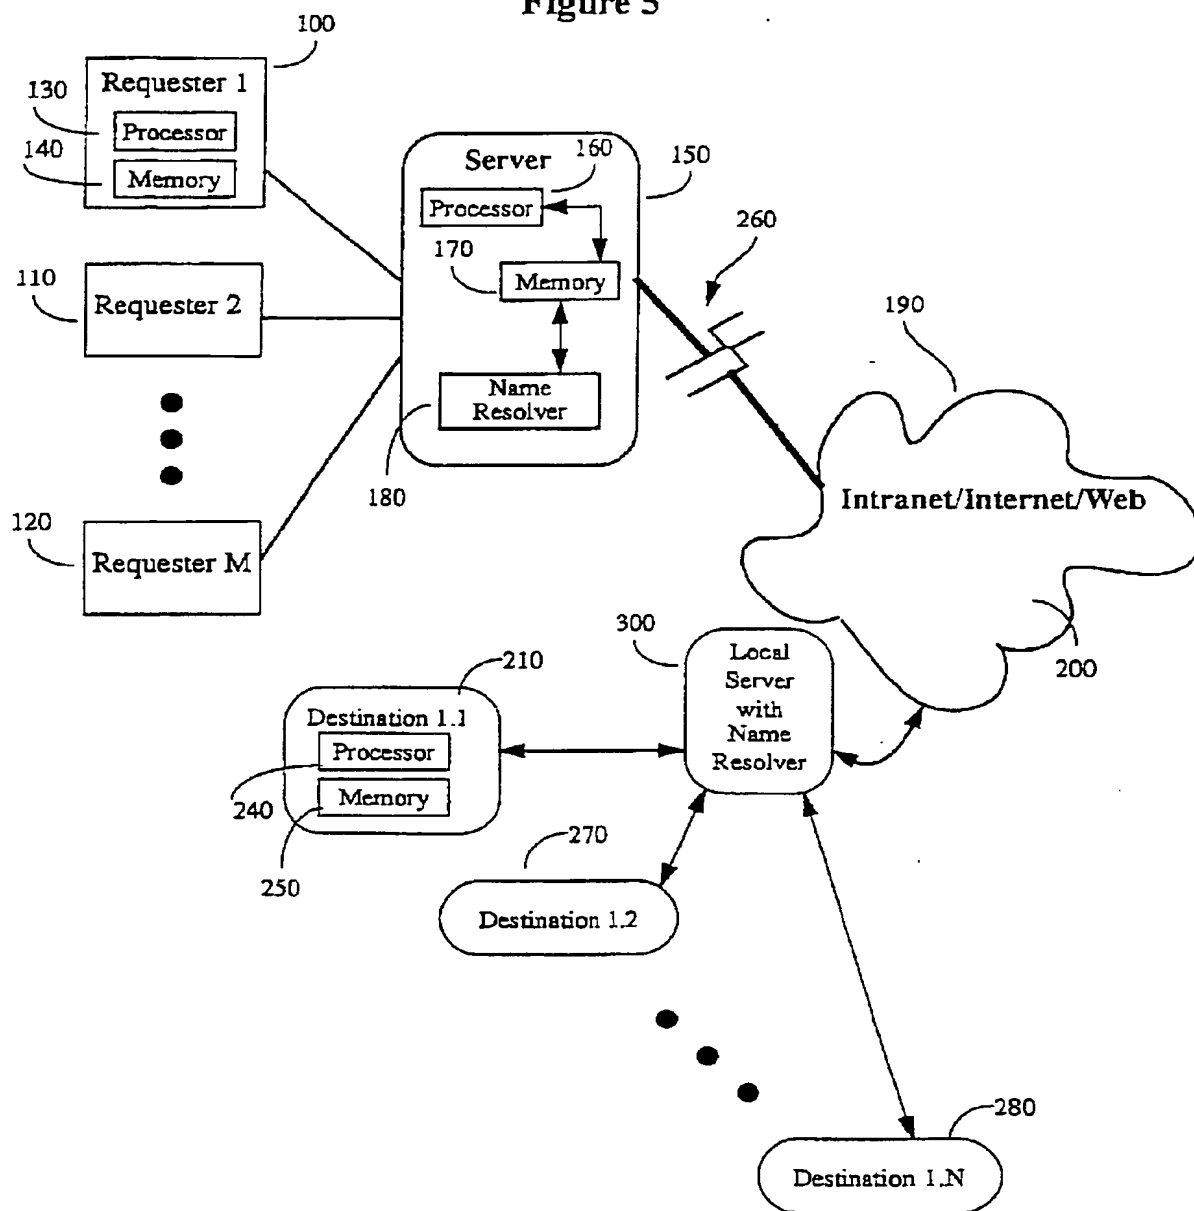 Figure 5
100
Requester 1
130
Processor
140
Memory
110
Requester 2
120
Requester M
Server
160
150
Processor
170
Memory
Name
Resolver
180
260
190
Intranet/Internet/Web
200
300
Local
Server
with
Name
Resolver
210
Destination 1.1
Processor
240
Memory
250
270
Destination 1.2
280
Destination 1.N